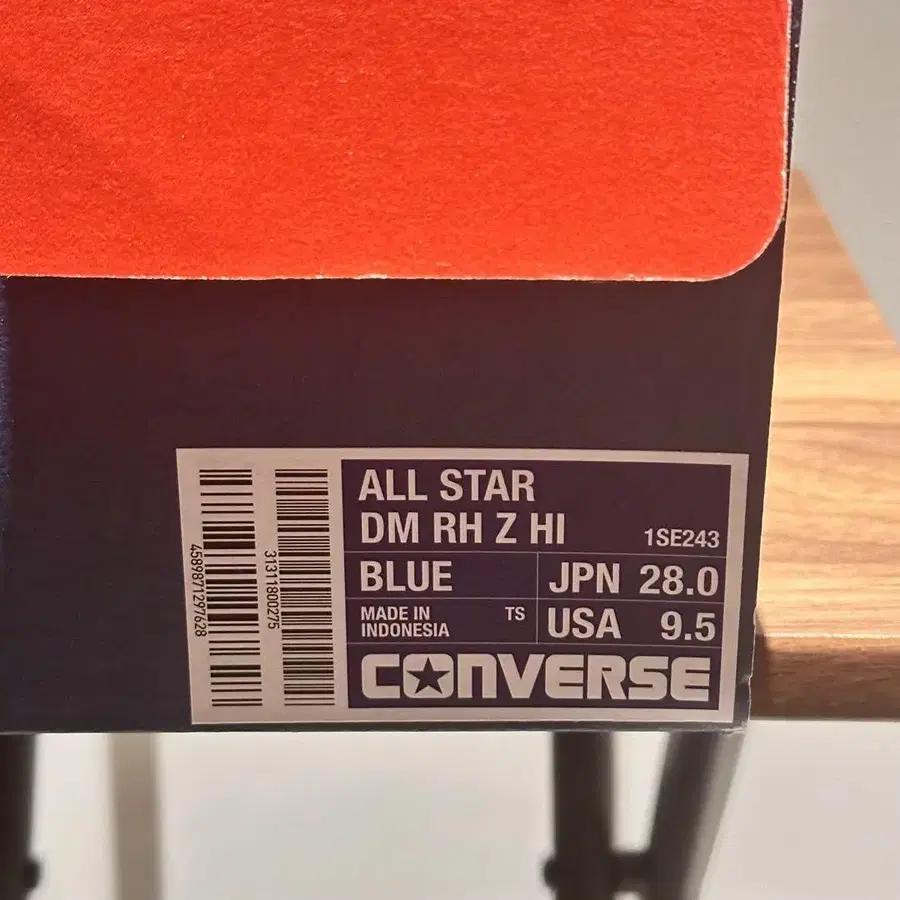 4589871297628
31311800275
ALL STAR
DM RH Z HI 1SE243
BLUE JPN 28.0
MADE IN INDONESIA TS USA 9.5
CONVERSE